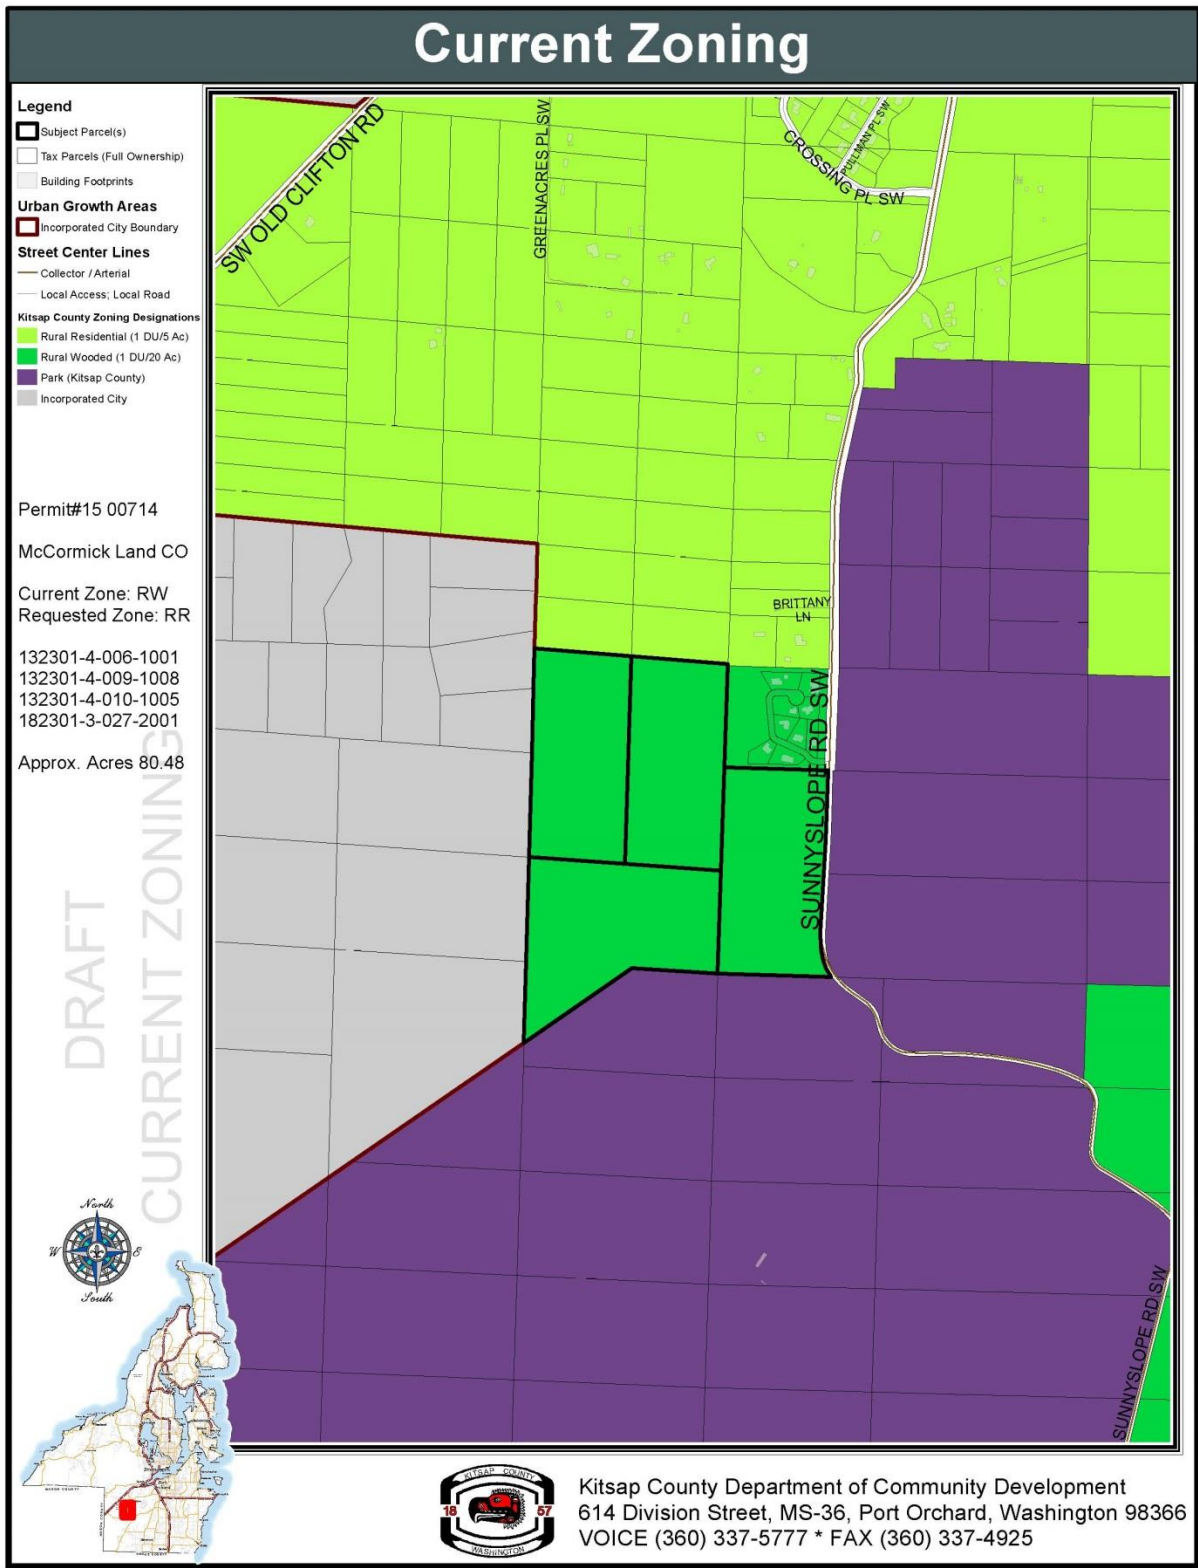 Current Zoning
Legend
Subject Parcel(s)
Tax Parcels (Full Ownership)
Building Footprints
Urban Growth Areas
Incorporated City Boundary
Street Center Lines
Collector / Arterial
Local Access; Local Road
Kitsap County Zoning Designations
Rural Residential (1 DU/5 Ac)
Rural Wooded (1 DU/20 Ac)
Park (Kitsap County)
Incorporated City
Permit#15 00714
McCormick Land CO
Current Zone: RW
Requested Zone: RR
132301-4-006-1001
132301-4-009-1008
132301-4-010-1005
182301-3-027-2001
Approx. Acres 80.48
DRAFT
CURRENT ZONING
SW OLD CLIFTON RD
GREENACRES PL SW
CROSSING PL SW
PULLMAN PL SW
BRITTANY
LN
SUNNYSLOPE RD SW
SUNNYSLOPE RD SW
North
W
E
South
KITSAP COUNTY
18 57
WASHINGTON
Kitsap County Department of Community Development
614 Division Street, MS-36, Port Orchard, Washington 98366
VOICE (360) 337-5777 * FAX (360) 337-4925